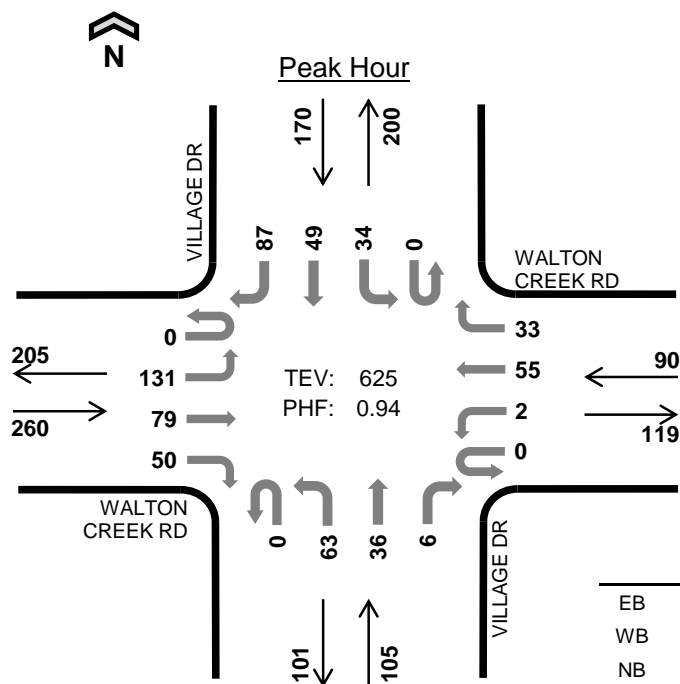 N
Peak Hour
170
200
VILLAGE DR
87
49
34
0
WALTON
CREEK RD
0
33
205
131
TEV: 625
55
90
260
79
PHF: 0.94
2
119
50
0
WALTON
CREEK RD
0
63
36
6
VILLAGE DR
101
105
EB
WB
NB